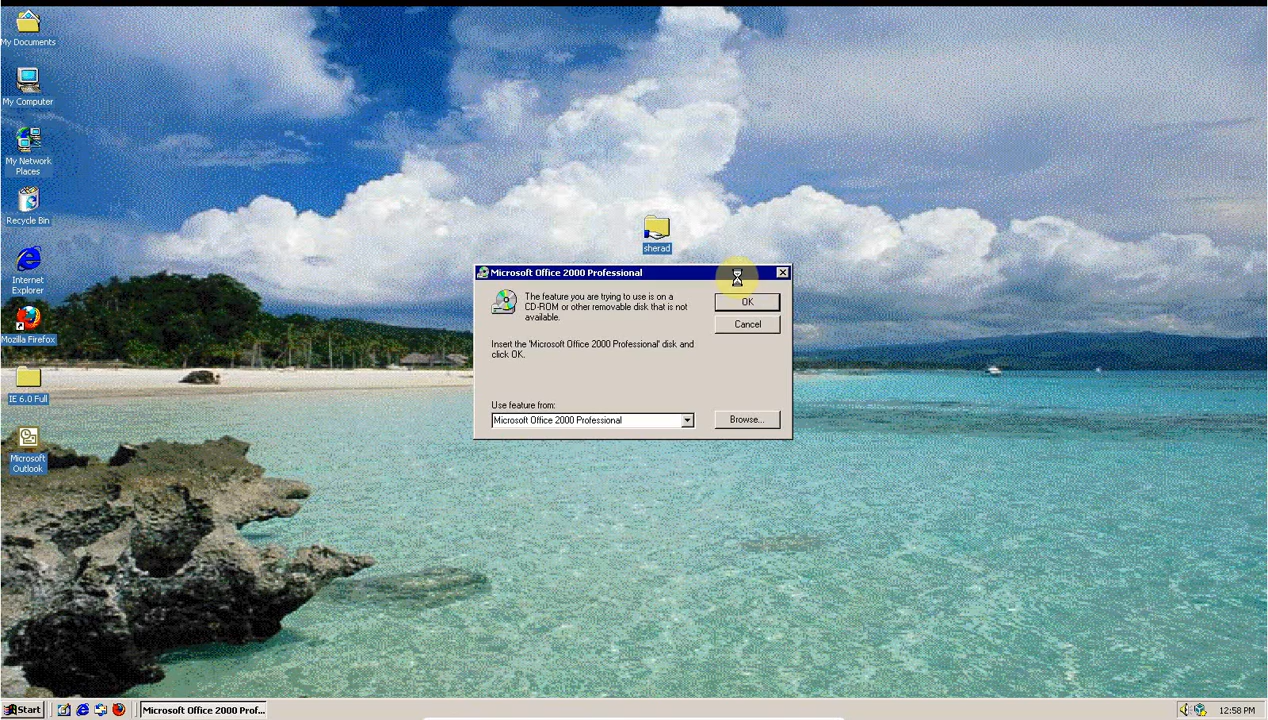 My Documents
My Computer
My Network
Places
Recycle Bin
Internet
Explorer
Mozilla Firefox
IE 6.0 Full
Microsoft
Outlook
sherad
Microsoft Office 2000 Professional
The feature you are trying to use is on a
CD-ROM or other removable disk that is not
available.
OK
Cancel
Insert the 'Microsoft Office 2000 Professional' disk and
click OK.
Use feature from:
Microsoft Office 2000 Professional
Browse...
Start
Microsoft Office 2000 Prof...
12:58 PM